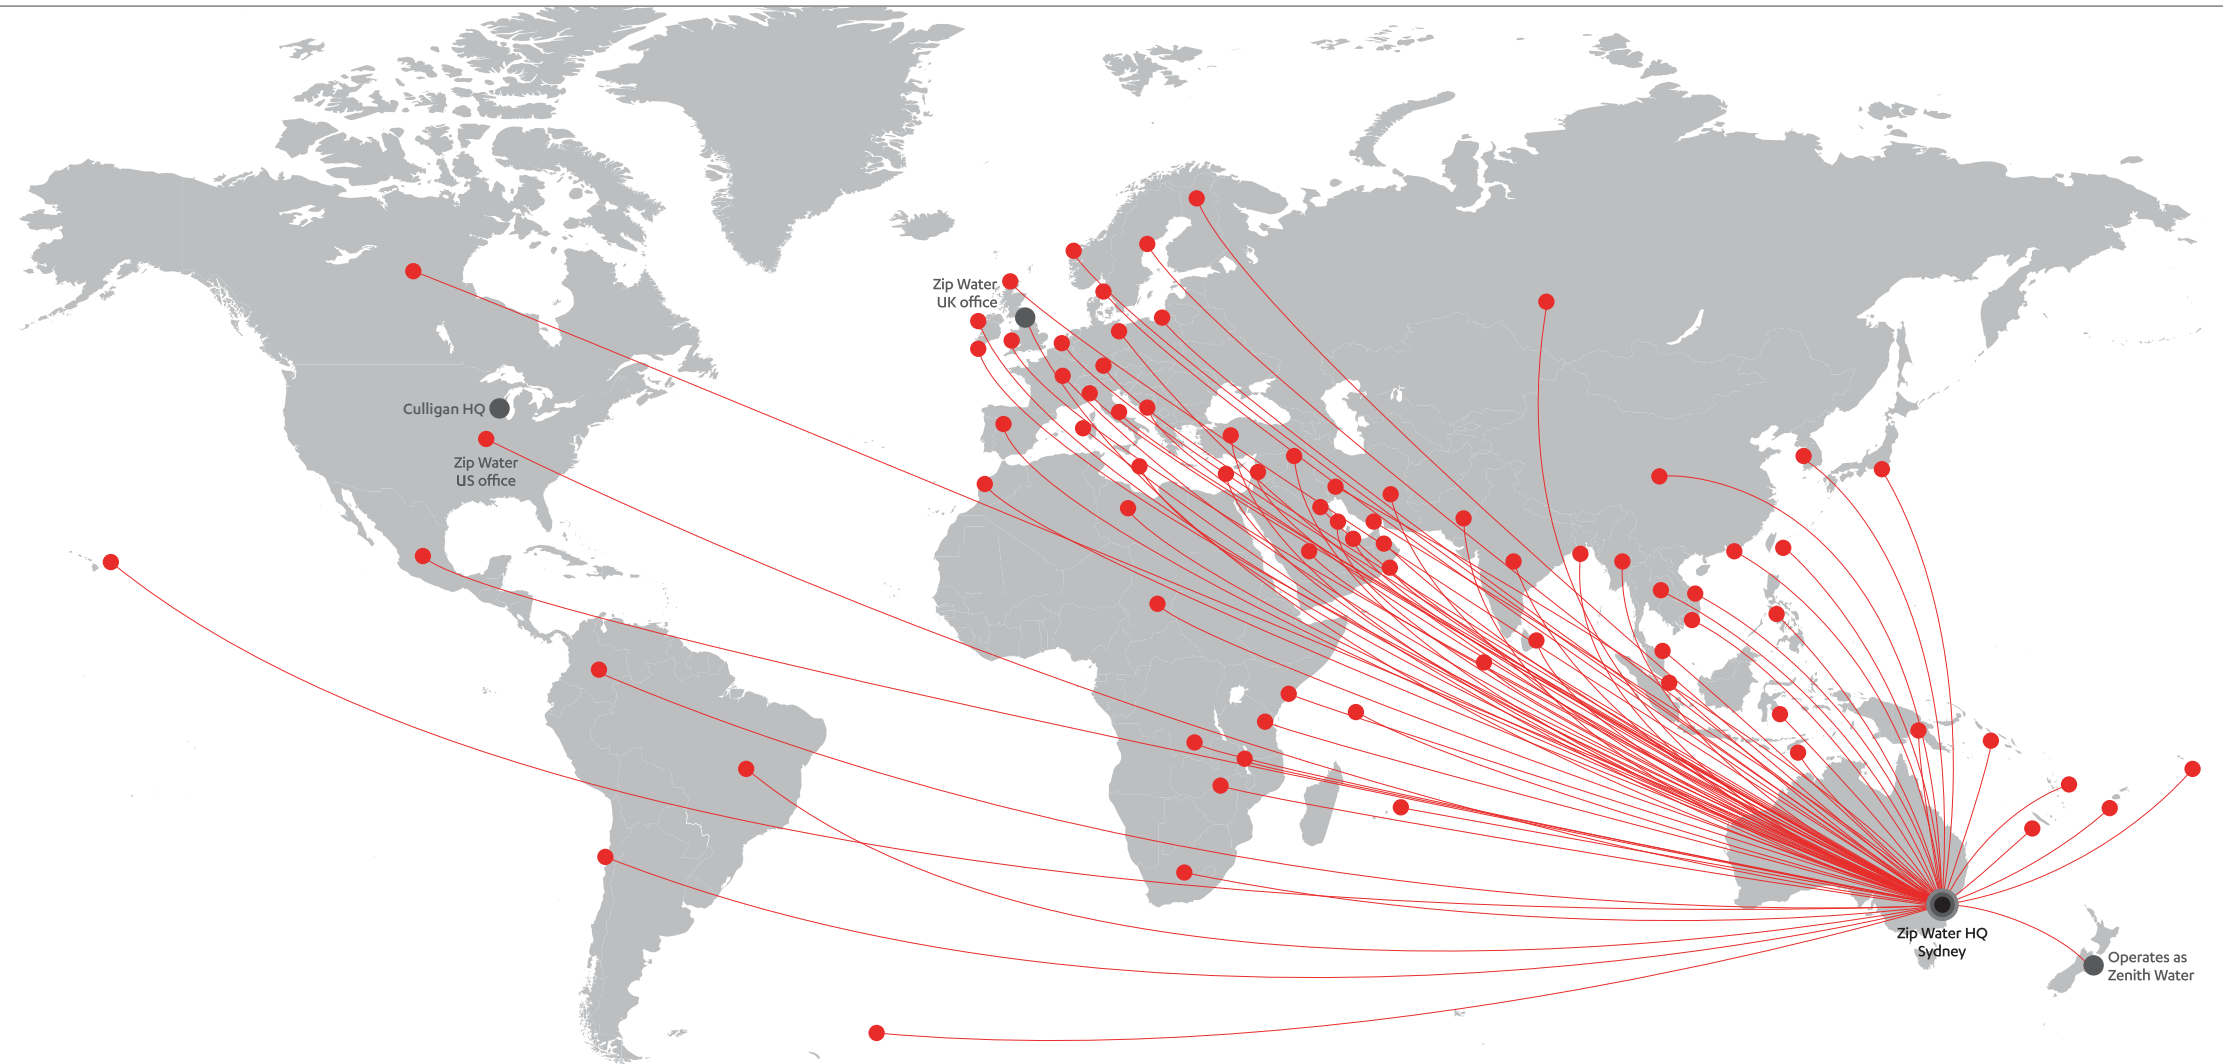 Zip Water
UK office
Culligan HQ
Zip Water
US office
Zip Water HQ
Sydney
Operates as
Zenith Water